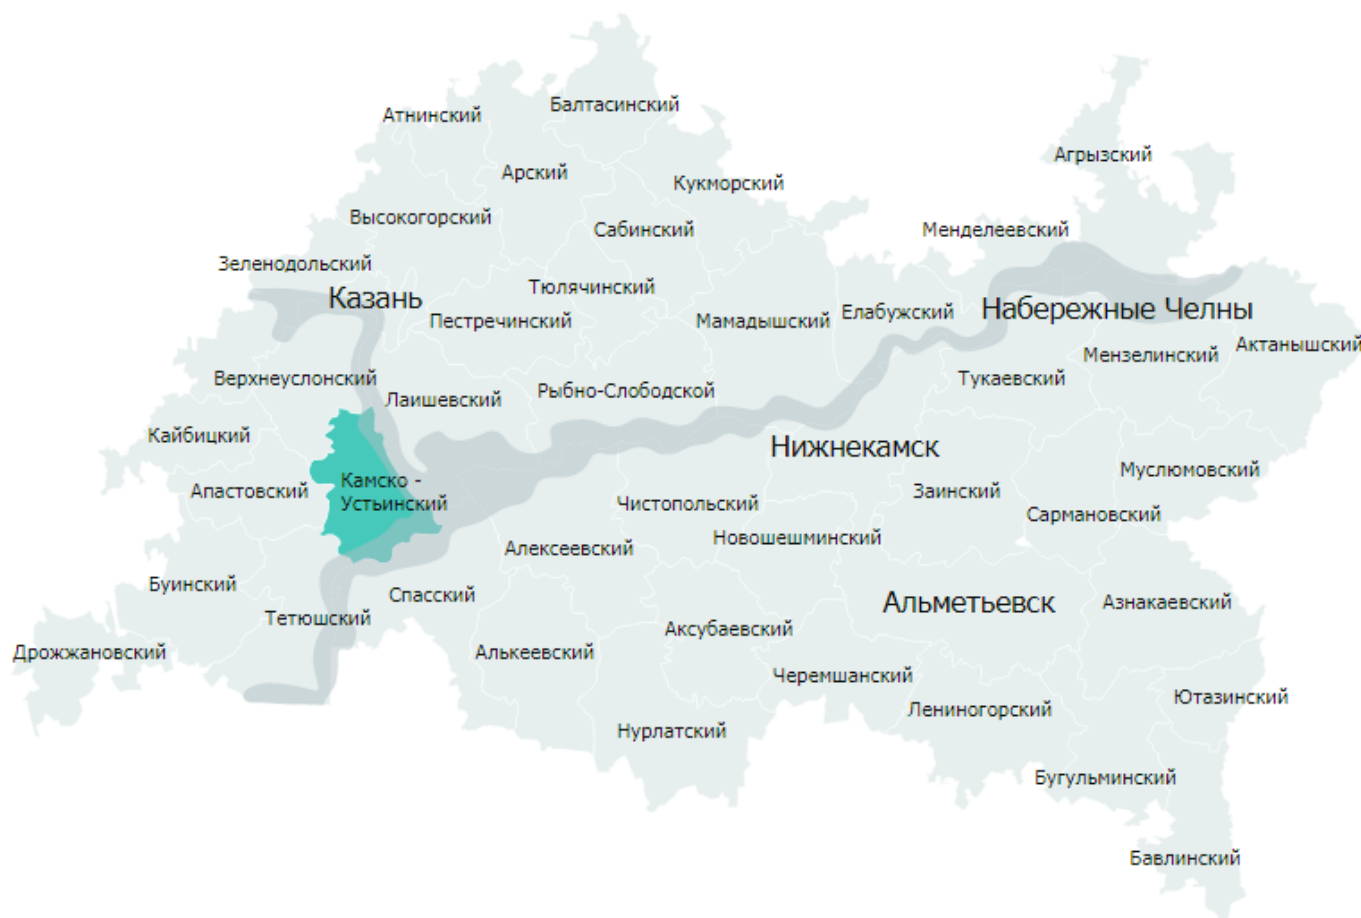 Балтасинский
Атнинский
Агрызский
Арский
Кукморский
Высокогорский
Сабинский
Менделеевский
Зеленодольский
Тюлячинский
Казань
Набережные Челны
Елабужский
Пестречинский
Мамадышский
Актанышский
Мензелинский
Верхнеуслонский
Тукаевский
Рыбно-Слободской
Лаишевский
Кайбицкий
Нижнекамск
Муслюмовский
Камско -
Устьинский
Апастовский
Заинский
Чистопольский
Сармановский
Новошешминский
Алексеевский
Буинский
Спасский
Альметьевск
Азнакаевский
Тетюшский
Аксубаевский
Дрожжановский
Алькеевский
Черемшанский
Ютазинский
Лениногорский
Нурлатский
Бугульминский
Бавлинский